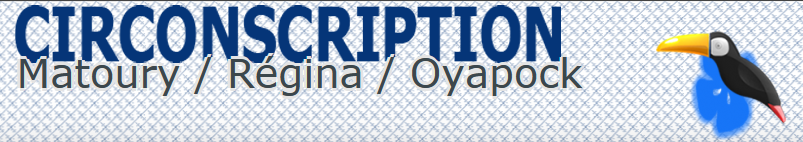 CIRCONSCRIPTION
Matoury / Régina / Oyapock